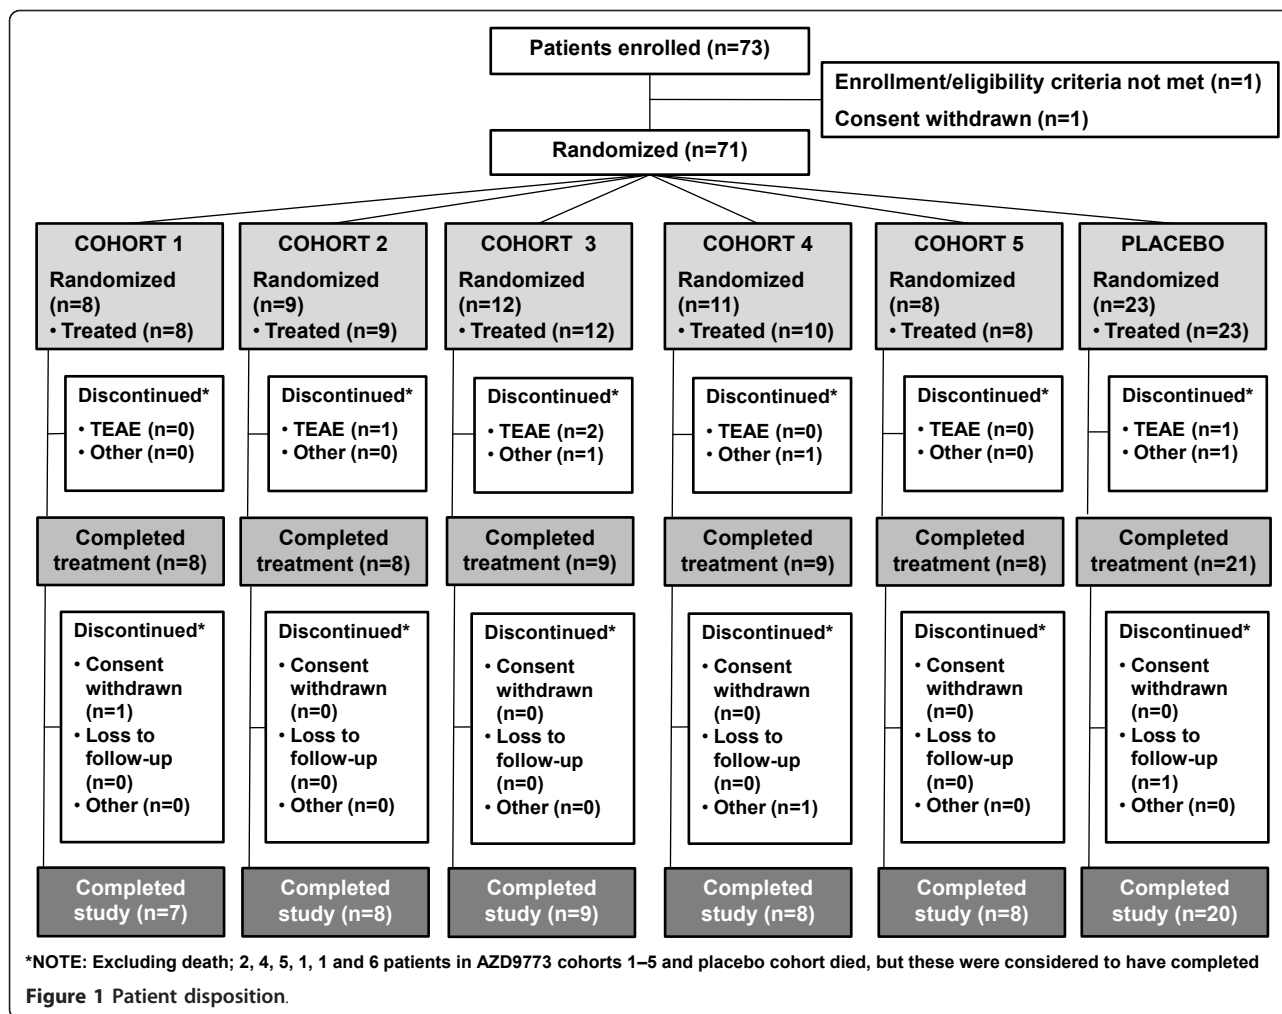 Patients enrolled (n=73)
Enrollment/eligibility criteria not met (n=1)
Consent withdrawn (n=1)
Randomized (n=71)
COHORT 1
Randomized
(n=8)
• Treated (n=8)
COHORT 2
Randomized
(n=9)
• Treated (n=9)
COHORT 3
Randomized
(n=12)
• Treated (n=12)
COHORT 4
Randomized
(n=11)
• Treated (n=10)
COHORT 5
Randomized
(n=8)
• Treated (n=8)
PLACEBO
Randomized
(n=23)
• Treated (n=23)
Discontinued*
• TEAE (n=0)
• Other (n=0)
Discontinued*
• TEAE (n=1)
• Other (n=0)
Discontinued*
• TEAE (n=2)
• Other (n=1)
Discontinued*
• TEAE (n=0)
• Other (n=1)
Discontinued*
• TEAE (n=0)
• Other (n=0)
Discontinued*
• TEAE (n=1)
• Other (n=1)
Completed
treatment (n=8)
Completed
treatment (n=8)
Completed
treatment (n=9)
Completed
treatment (n=9)
Completed
treatment (n=8)
Completed
treatment (n=21)
Discontinued*
• Consent
withdrawn
(n=1)
• Loss to
follow-up
(n=0)
• Other (n=0)
Discontinued*
• Consent
withdrawn
(n=0)
• Loss to
follow-up
(n=0)
• Other (n=0)
Discontinued*
• Consent
withdrawn
(n=0)
• Loss to
follow-up
(n=0)
• Other (n=0)
Discontinued*
• Consent
withdrawn
(n=0)
• Loss to
follow-up
(n=0)
• Other (n=1)
Discontinued*
• Consent
withdrawn
(n=0)
• Loss to
follow-up
(n=0)
• Other (n=0)
Discontinued*
• Consent
withdrawn
(n=0)
• Loss to
follow-up
(n=1)
• Other (n=0)
Completed
study (n=7)
Completed
study (n=8)
Completed
study (n=9)
Completed
study (n=8)
Completed
study (n=8)
Completed
study (n=20)
*NOTE: Excluding death; 2, 4, 5, 1, 1 and 6 patients in AZD9773 cohorts 1–5 and placebo cohort died, but these were considered to have completed
Figure 1 Patient disposition.